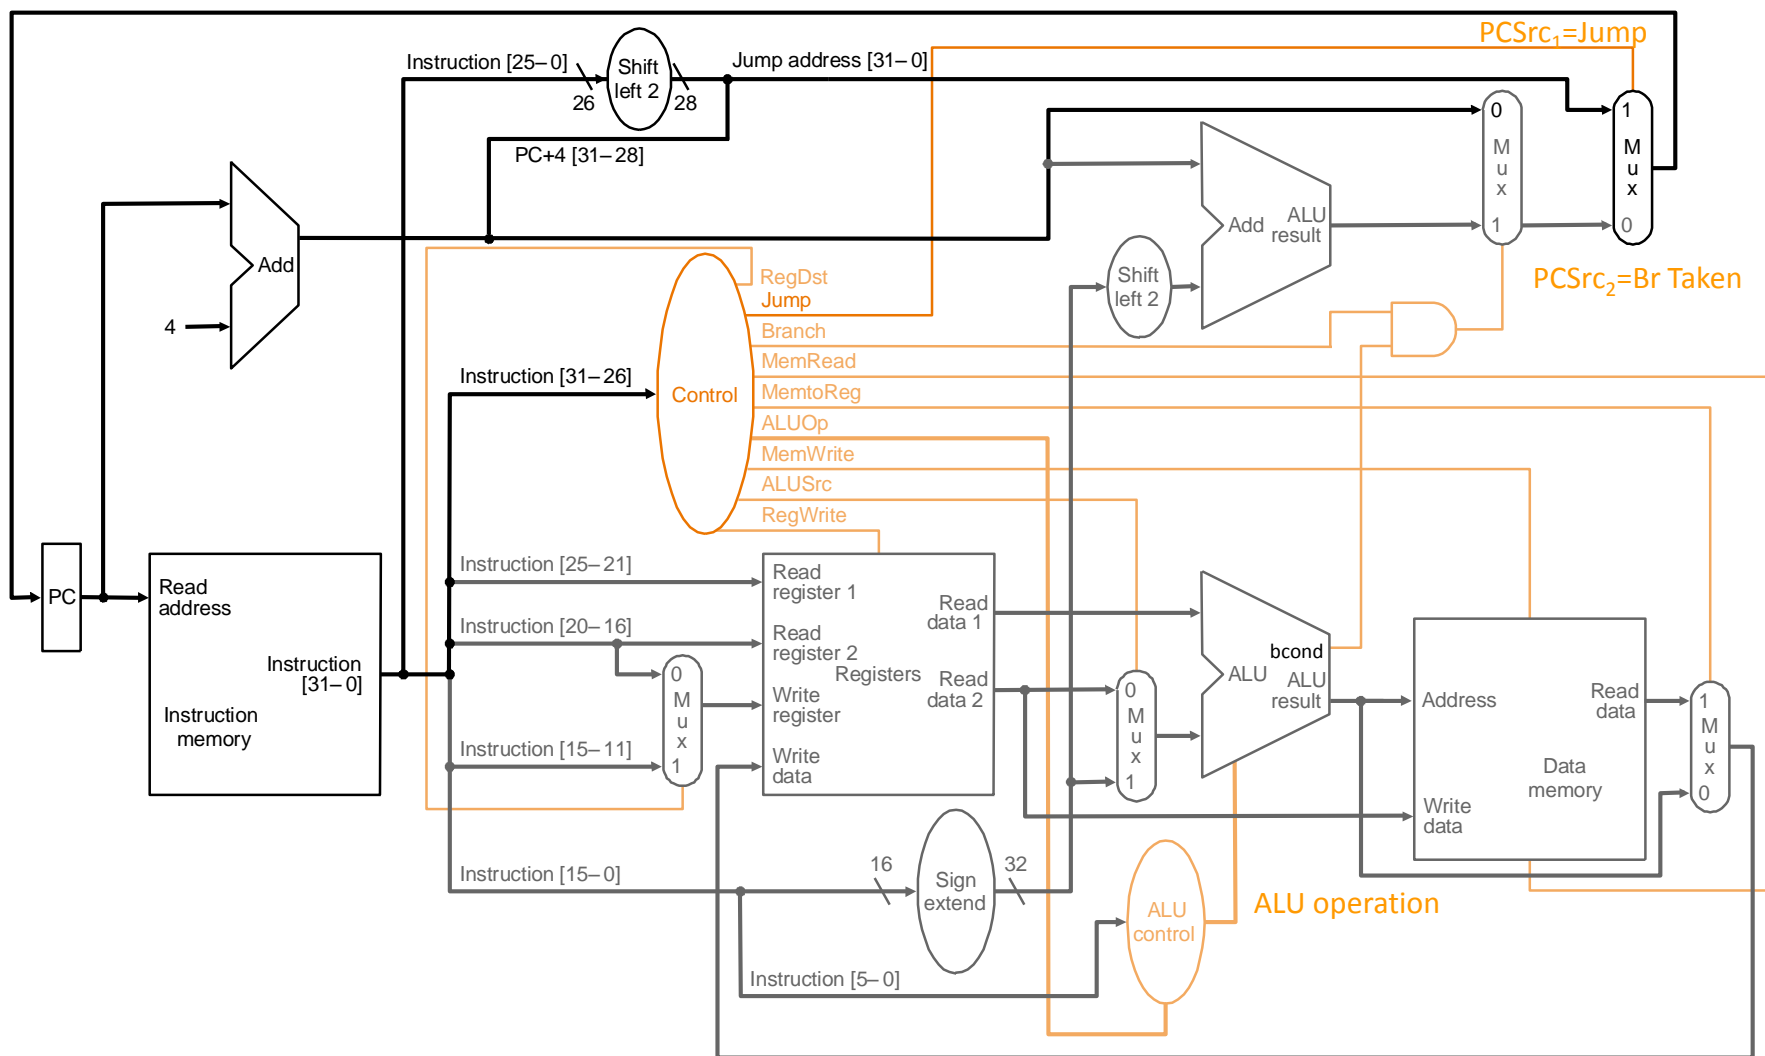 PCSrc1=Jump
Instruction [25–0]
26
Shift
left 2
28
Jump address [31–0]
PC+4 [31–28]
0
M
u
x
1
1
M
u
x
0
Add
4
Add
ALU
result
Shift
left 2
PCSrc2=Br Taken
RegDst
Jump
Branch
MemRead
MemtoReg
ALUOp
MemWrite
ALUSrc
RegWrite
Control
Instruction [31–26]
PC
Read
address
Instruction
[31–0]
Instruction
memory
Instruction [25–21]
Instruction [20–16]
Instruction [15–11]
Instruction [15–0]
Instruction [5–0]
0
M
u
x
1
Read
register 1
Read
register 2
Registers
Write
register
Write
data
Read
data 1
Read
data 2
0
M
u
x
1
bcond
ALU
ALU
result
Address
Read
data
Data
memory
Write
data
1
M
u
x
0
16
Sign
extend
32
ALU
control
ALU operation